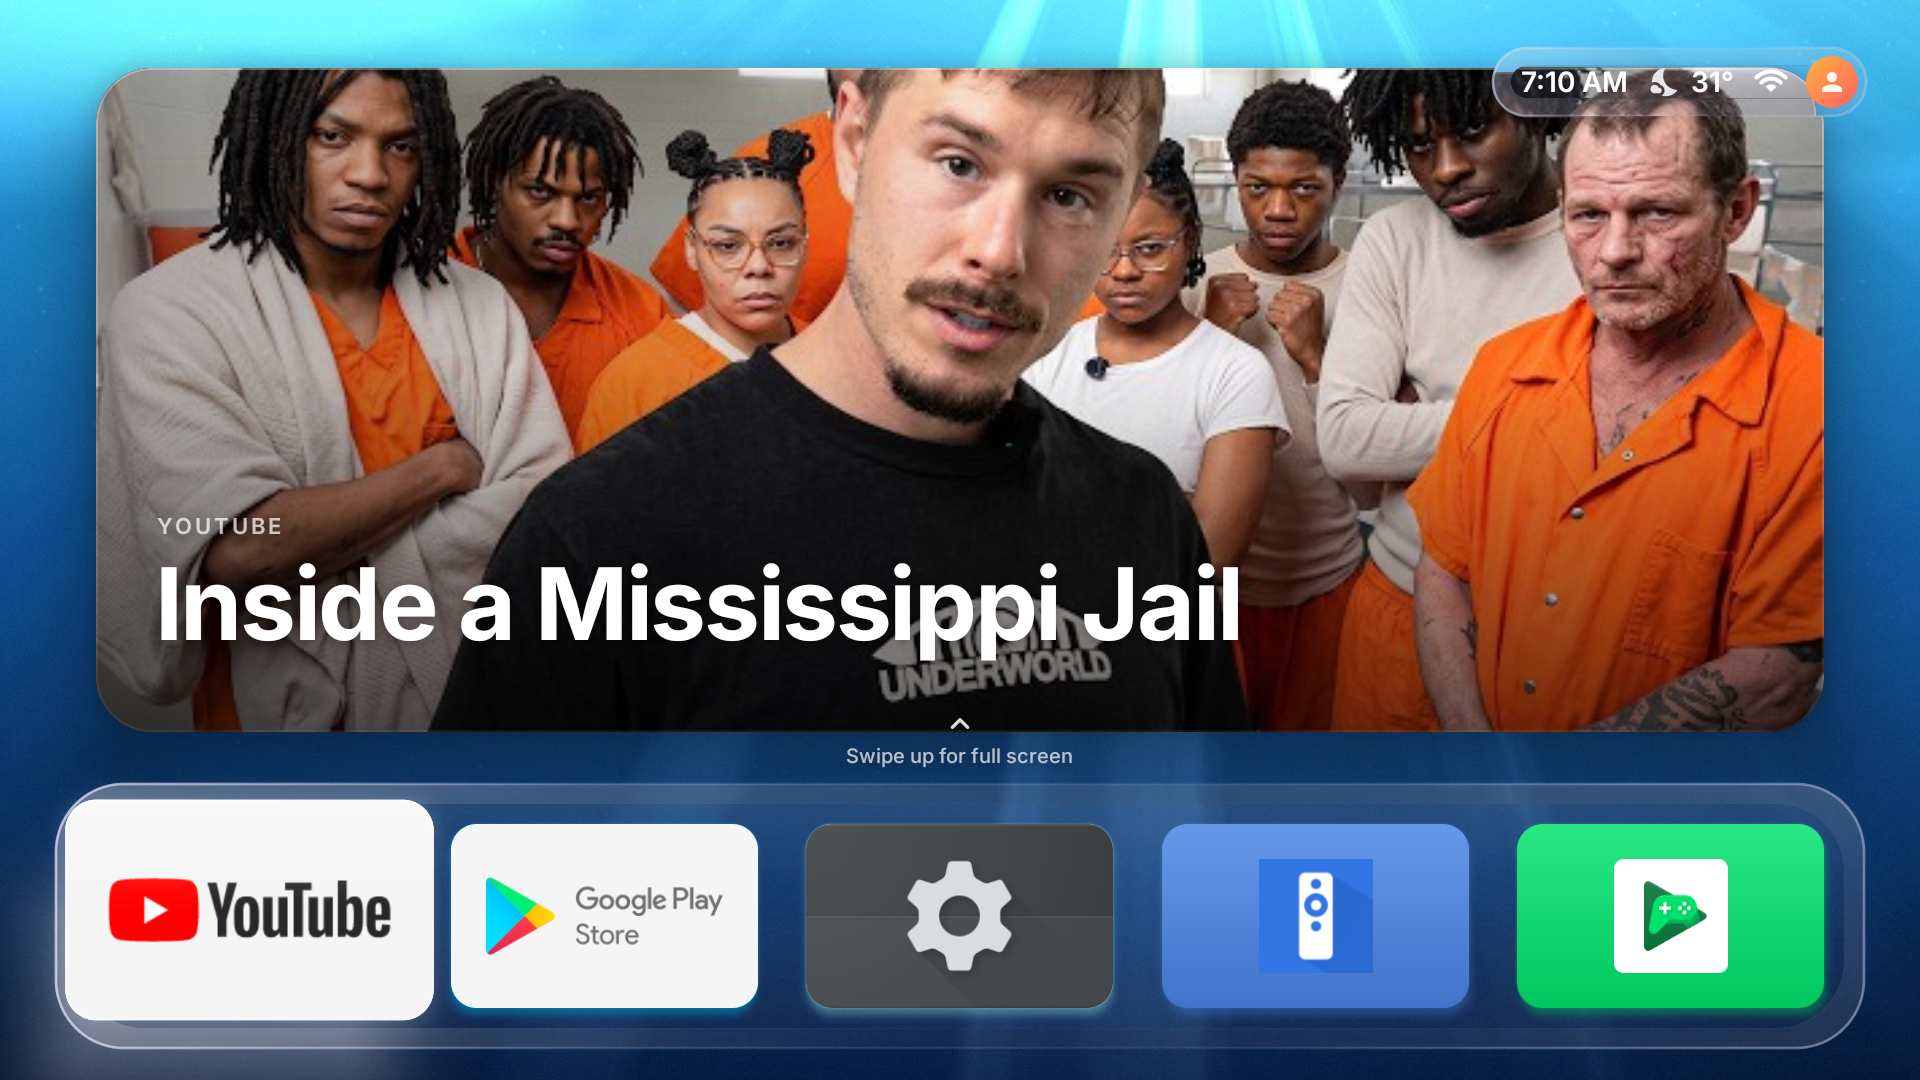 7:10 AM 31°
YOUTUBE
Inside a Mississippi Jail
UNDERWORLD
Swipe up for full screen
YouTube
Google Play
Store